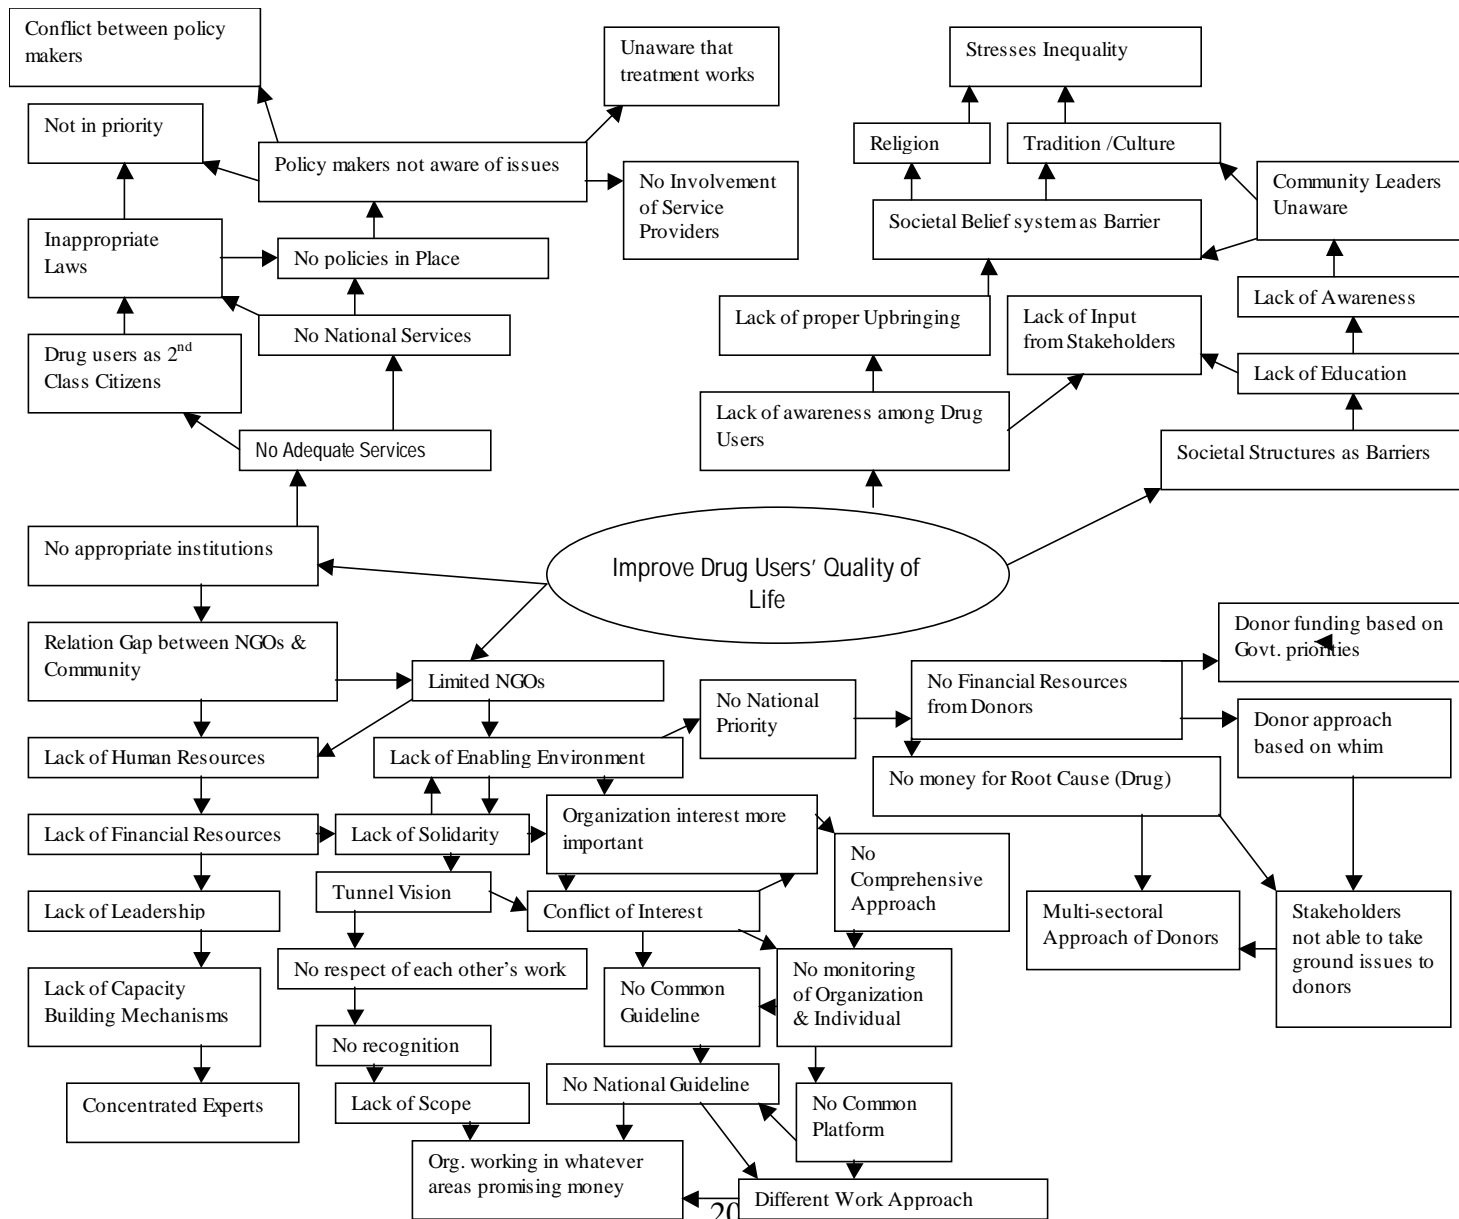 Conflict between policy
makers
Unaware that
treatment works
Stresses Inequality
Not in priority
Policy makers not aware of issues
Religion
Tradition /Culture
No Involvement
of Service
Providers
Community Leaders
Unaware
Inappropriate
Laws
No policies in Place
Societal Belief system as Barrier
Lack of Awareness
Lack of proper Upbringing
Lack of Input
from Stakeholders
No National Services
Drug users as 2nd
Class Citizens
Lack of Education
Lack of awareness among Drug
Users
No Adequate Services
Societal Structures as Barriers
No appropriate institutions
Improve Drug Users' Quality of
Life
Relation Gap between NGOs &
Community
Limited NGOs
Donor funding based on
Govt. priorities
No National
Priority
No Financial Resources
from Donors
Donor approach
based on whim
Lack of Human Resources
Lack of Enabling Environment
No money for Root Cause (Drug)
Lack of Financial Resources
Lack of Solidarity
Organization interest more
important
No
Comprehensive
Approach
Tunnel Vision
Lack of Leadership
Conflict of Interest
Multi-sectoral
Approach of Donors
Stakeholders
not able to take
ground issues to
donors
No respect of each other's work
No monitoring
of Organization
& Individual
Lack of Capacity
Building Mechanisms
No Common
Guideline
No recognition
No National Guideline
Concentrated Experts
Lack of Scope
No Common
Platform
Org. working in whatever
areas promising money
Different Work Approach
20